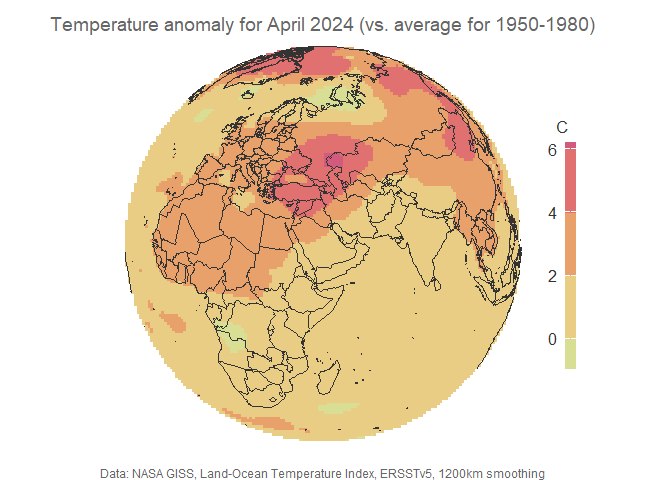 Temperature anomaly for April 2024 (vs. average for 1950-1980)
C
6
4
2
0
Data: NASA GISS, Land-Ocean Temperature Index, ERSSTv5, 1200km smoothing